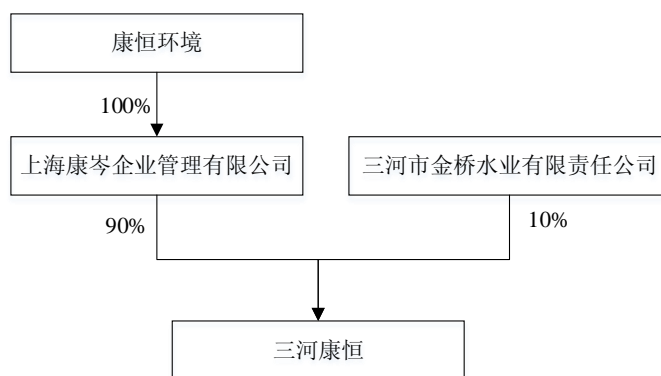 康恒环境
100%
上海康岑企业管理有限公司
三河市金桥水业有限责任公司
90%
10%
三河康恒